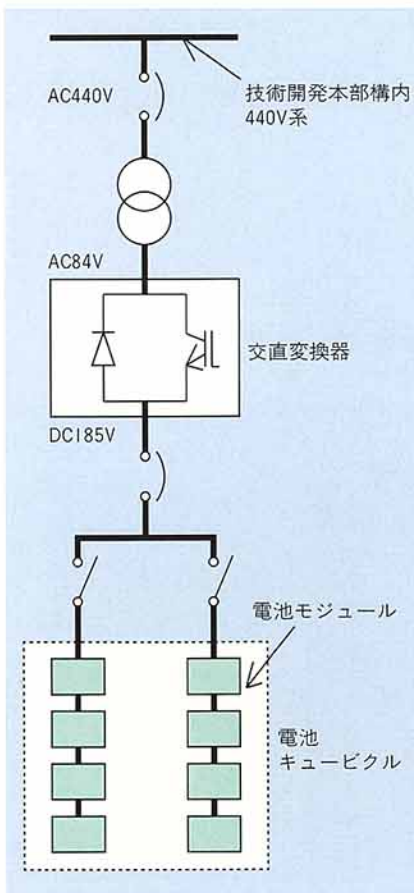 AC440V
技術開発本部構内
440V系
AC84V
交直変換器
DC185V
電池モジュール
電池
キュービクル